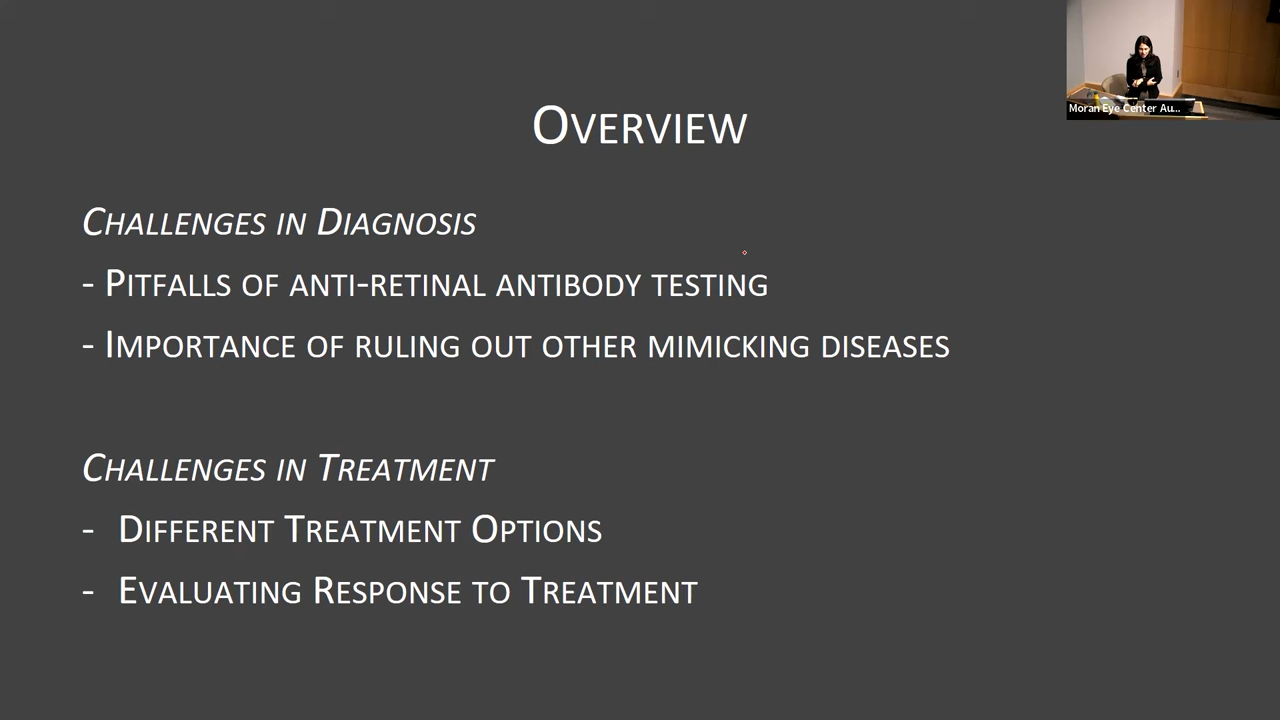 Overview
Challenges in Diagnosis
- Pitfalls of anti-retinal antibody testing
- Importance of ruling out other mimicking diseases
Challenges in Treatment
- Different Treatment Options
- Evaluating Response to Treatment
Moran Eye Center Au...